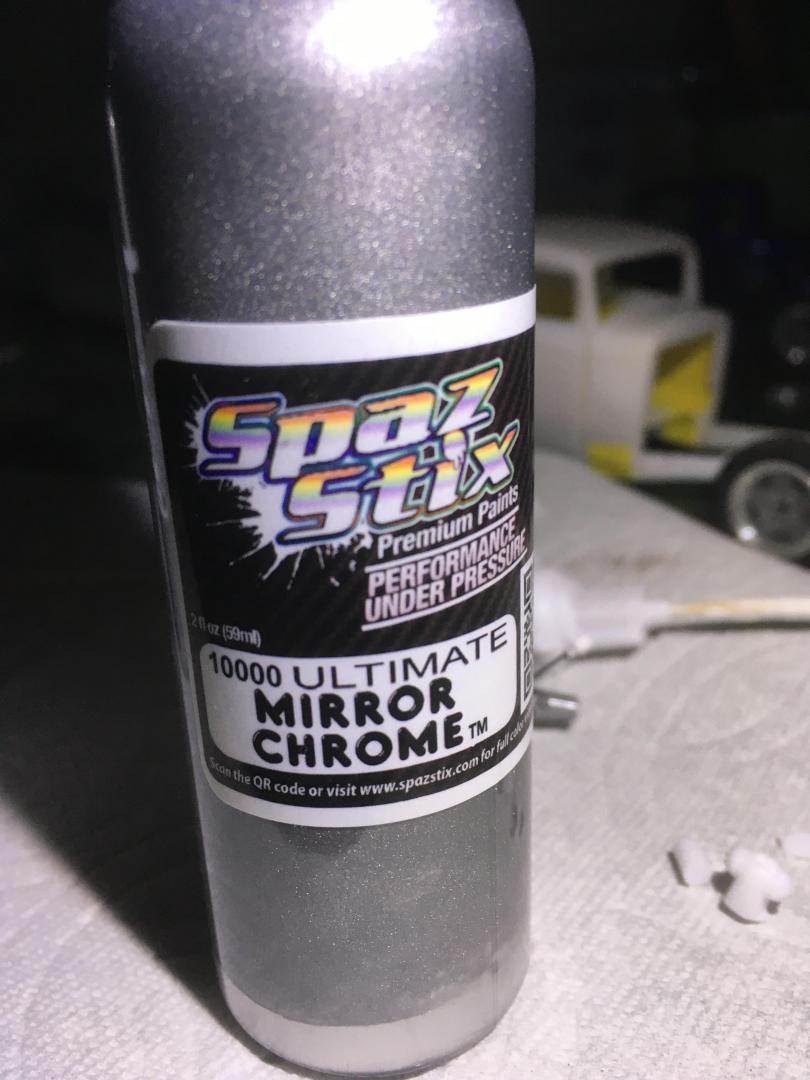 Spaz
Stix
Premium Paints
PERFORMANCE
UNDER PRESSURE
2 fl oz (59ml)
10000 ULTIMATE
MIRROR
CHROME™
Scan the QR code or visit www.spazstix.com for full color